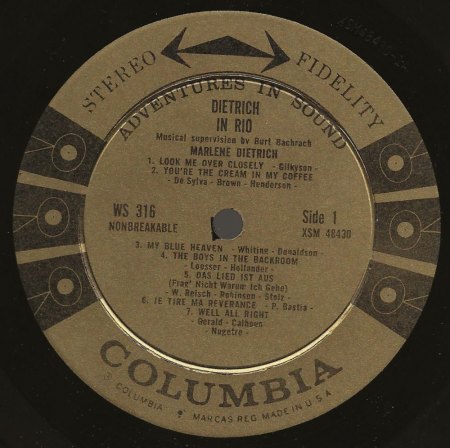 STEREO FIDELITY
ADVENTURES IN SOUND
DIETRICH
IN RIO
Musical supervision by Burt Bachrach
MARLENE DIETRICH
1. LOOK ME OVER CLOSELY - Gilkyson-
2. YOU'RE THE CREAM IN MY COFFEE
- De Sylva - Brown - Henderson -
WS 316
NONBREAKABLE
Side 1
XSM 48430
3. MY BLUE HEAVEN - Whiting - Donaldson-
4. THE BOYS IN THE BACKROOM
- Loesser - Hollander -
5. DAS LIED IST AUS
(Frag' Nicht Warum Ich Gehe)
- W. Reisch - Robinson - Stolz -
6. JE TIRE MA REVERANCE - P. Bastra -
7. WELL ALL RIGHT
- Gerald - Calhoun
- Nugetre -
COLUMBIA
COLUMBIA
MARCAS REG. MADE IN U.S.A.